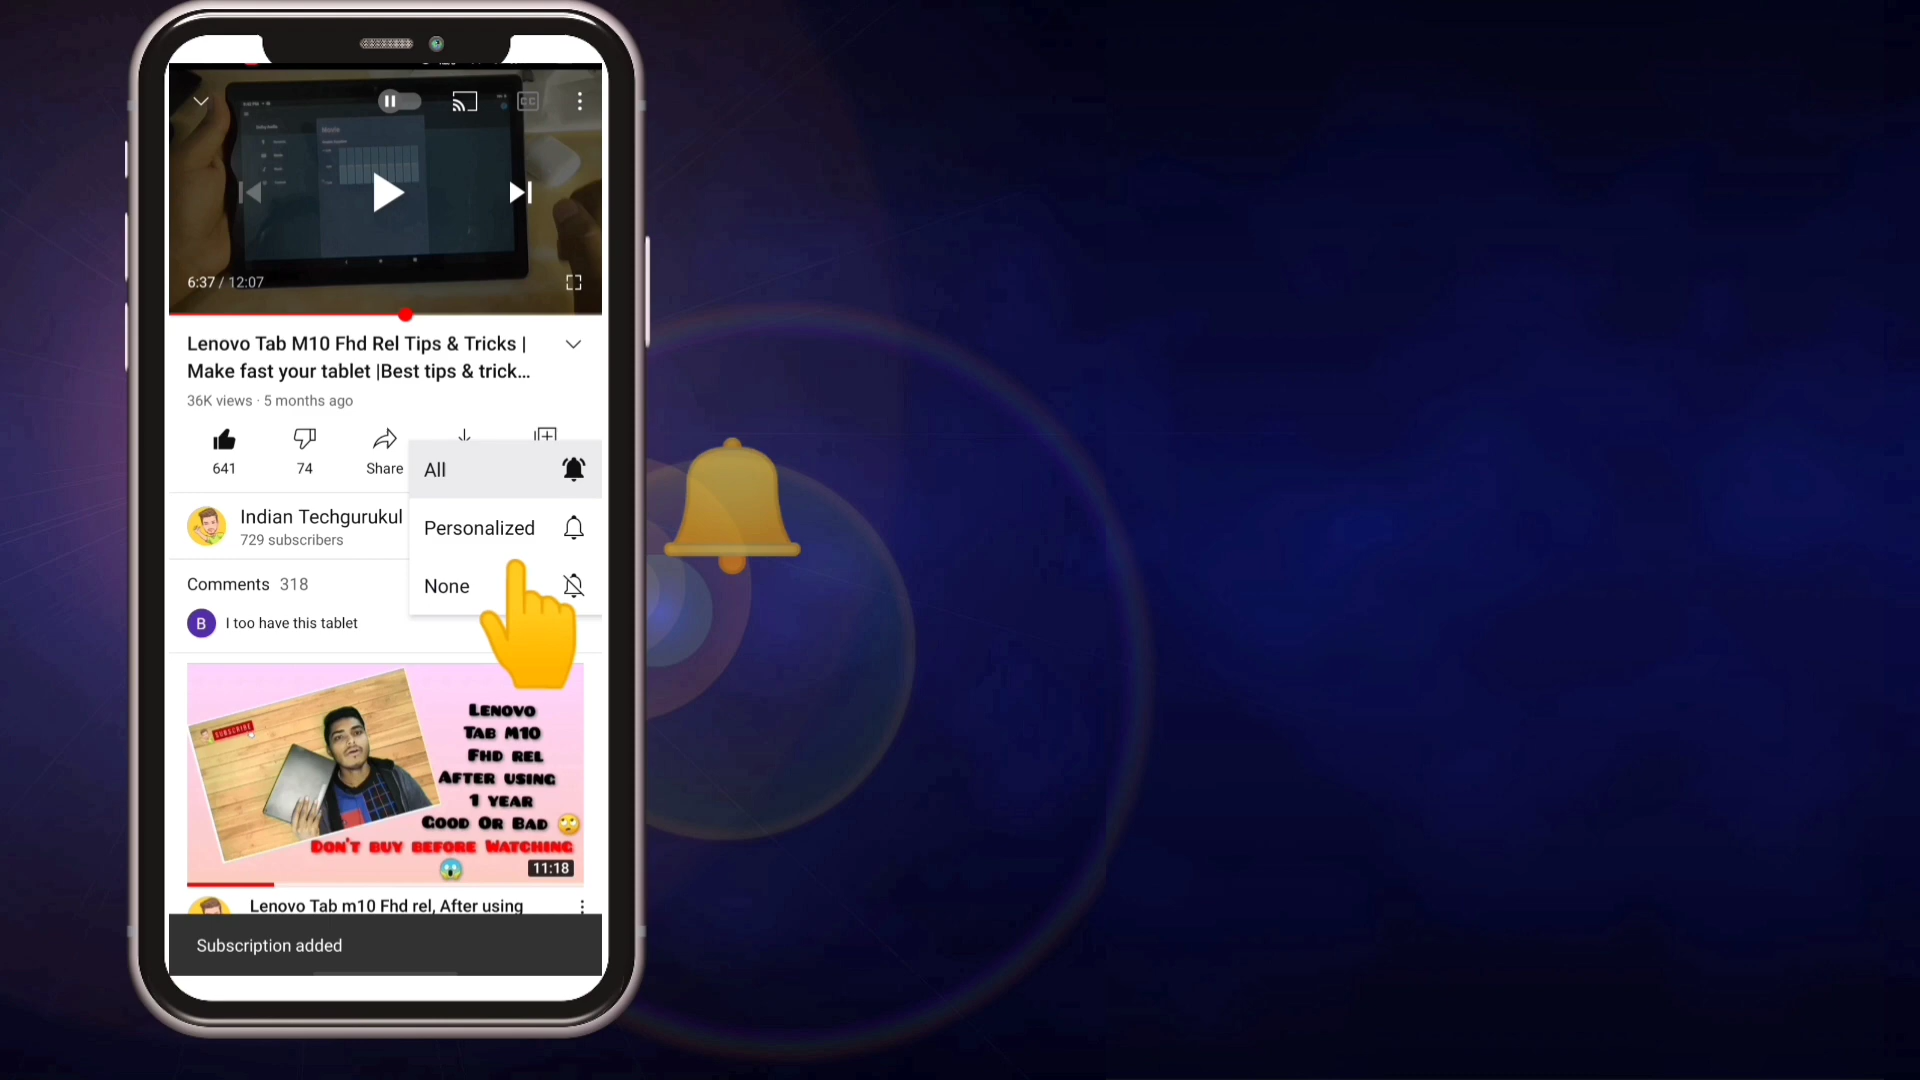 CC
6:37 / 12:07
Lenovo Tab M10 Fhd Rel Tips & Tricks |
Make fast your tablet |Best tips & trick...
36K views · 5 months ago
641
74
Share
All
Personalized
None
Indian Techgurukul
729 subscribers
Comments 318
B
I too have this tablet
SUBSCRIBE
LENOVO
TAB M10
FHD REL
AFTER USING
1 YEAR
GOOD OR BAD
DON'T BUY BEFORE WATCHING
11:18
Lenovo Tab m10 Fhd rel, After using
Subscription added